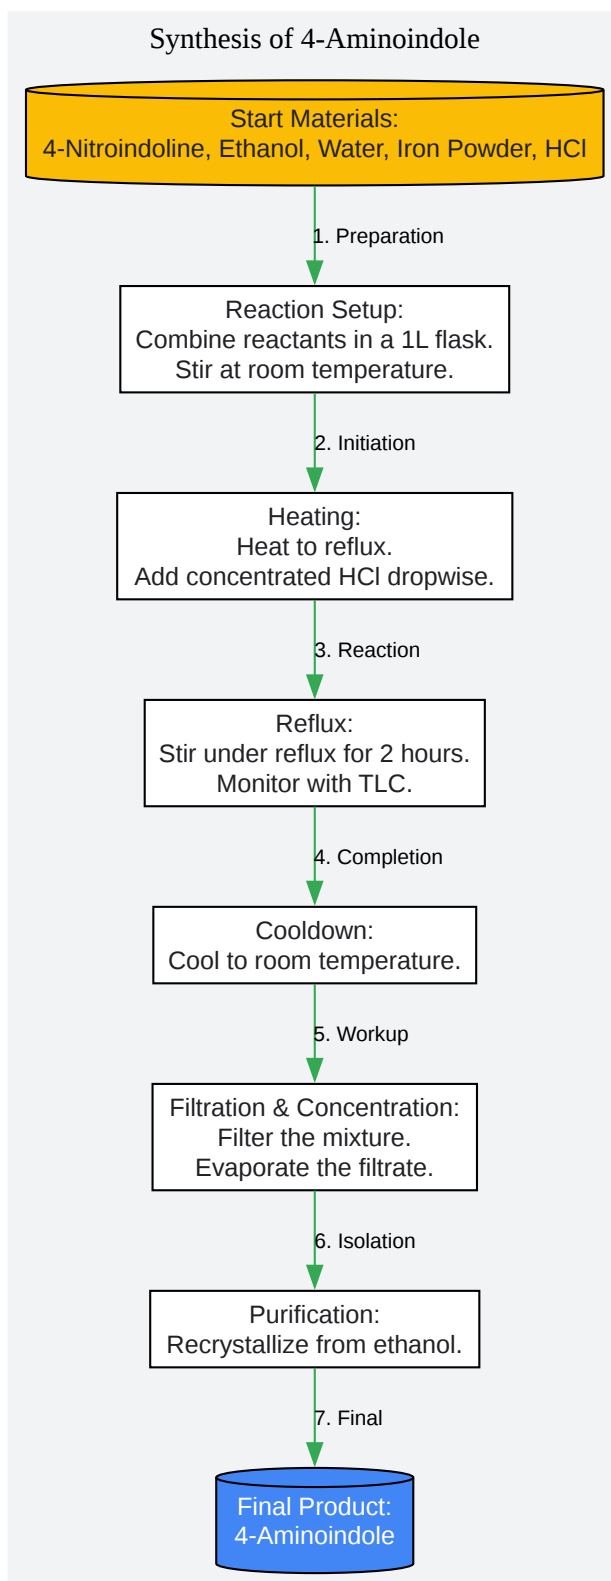 Synthesis of 4-Aminoindole
Start Materials:
4-Nitroindoline, Ethanol, Water, Iron Powder, HCl
1. Preparation
Reaction Setup:
Combine reactants in a 1L flask.
Stir at room temperature.
2. Initiation
Heating:
Heat to reflux.
Add concentrated HCl dropwise.
3. Reaction
Reflux:
Stir under reflux for 2 hours.
Monitor with TLC.
4. Completion
Cooldown:
Cool to room temperature.
5. Workup
Filtration & Concentration:
Filter the mixture.
Evaporate the filtrate.
6. Isolation
Purification:
Recrystallize from ethanol.
7. Final
Final Product:
4-Aminoindole